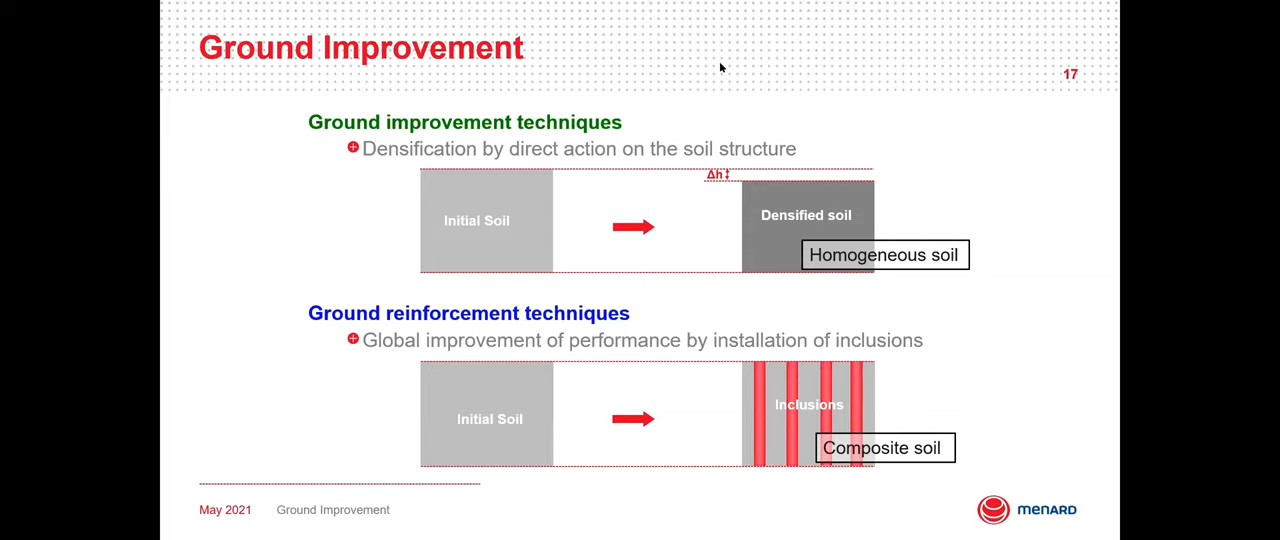 Ground Improvement
17
Ground improvement techniques
Densification by direct action on the soil structure
Δh
Initial Soil
Densified soil
Homogeneous soil
Ground reinforcement techniques
Global improvement of performance by installation of inclusions
Initial Soil
Inclusions
Composite soil
May 2021
Ground Improvement
menard